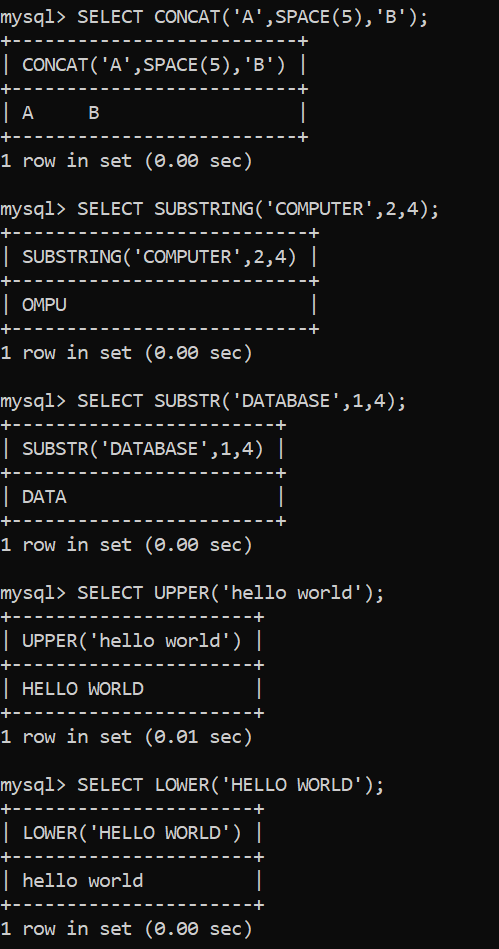 mysql> SELECT CONCAT('A',SPACE(5),'B');
+--------------------------+
| CONCAT('A',SPACE(5),'B') |
+--------------------------+
| A     B                  |
+--------------------------+
1 row in set (0.00 sec)

mysql> SELECT SUBSTRING('COMPUTER',2,4);
+---------------------------+
| SUBSTRING('COMPUTER',2,4) |
+---------------------------+
| OMPU                      |
+---------------------------+
1 row in set (0.00 sec)

mysql> SELECT SUBSTR('DATABASE',1,4);
+------------------------+
| SUBSTR('DATABASE',1,4) |
+------------------------+
| DATA                   |
+------------------------+
1 row in set (0.00 sec)

mysql> SELECT UPPER('hello world');
+----------------------+
| UPPER('hello world') |
+----------------------+
| HELLO WORLD          |
+----------------------+
1 row in set (0.01 sec)

mysql> SELECT LOWER('HELLO WORLD');
+----------------------+
| LOWER('HELLO WORLD') |
+----------------------+
| hello world          |
+----------------------+
1 row in set (0.00 sec)